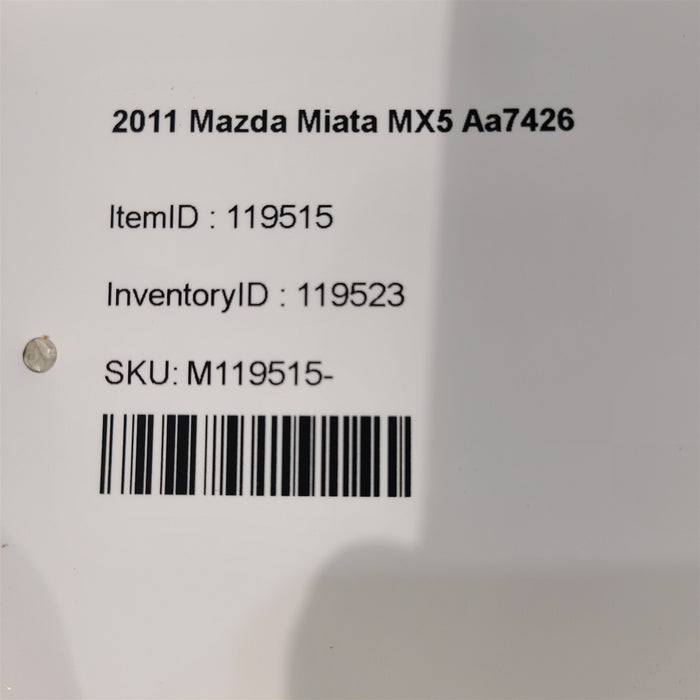 2011 Mazda Miata MX5 Aa7426
ItemID : 119515
InventoryID : 119523
SKU: M119515-